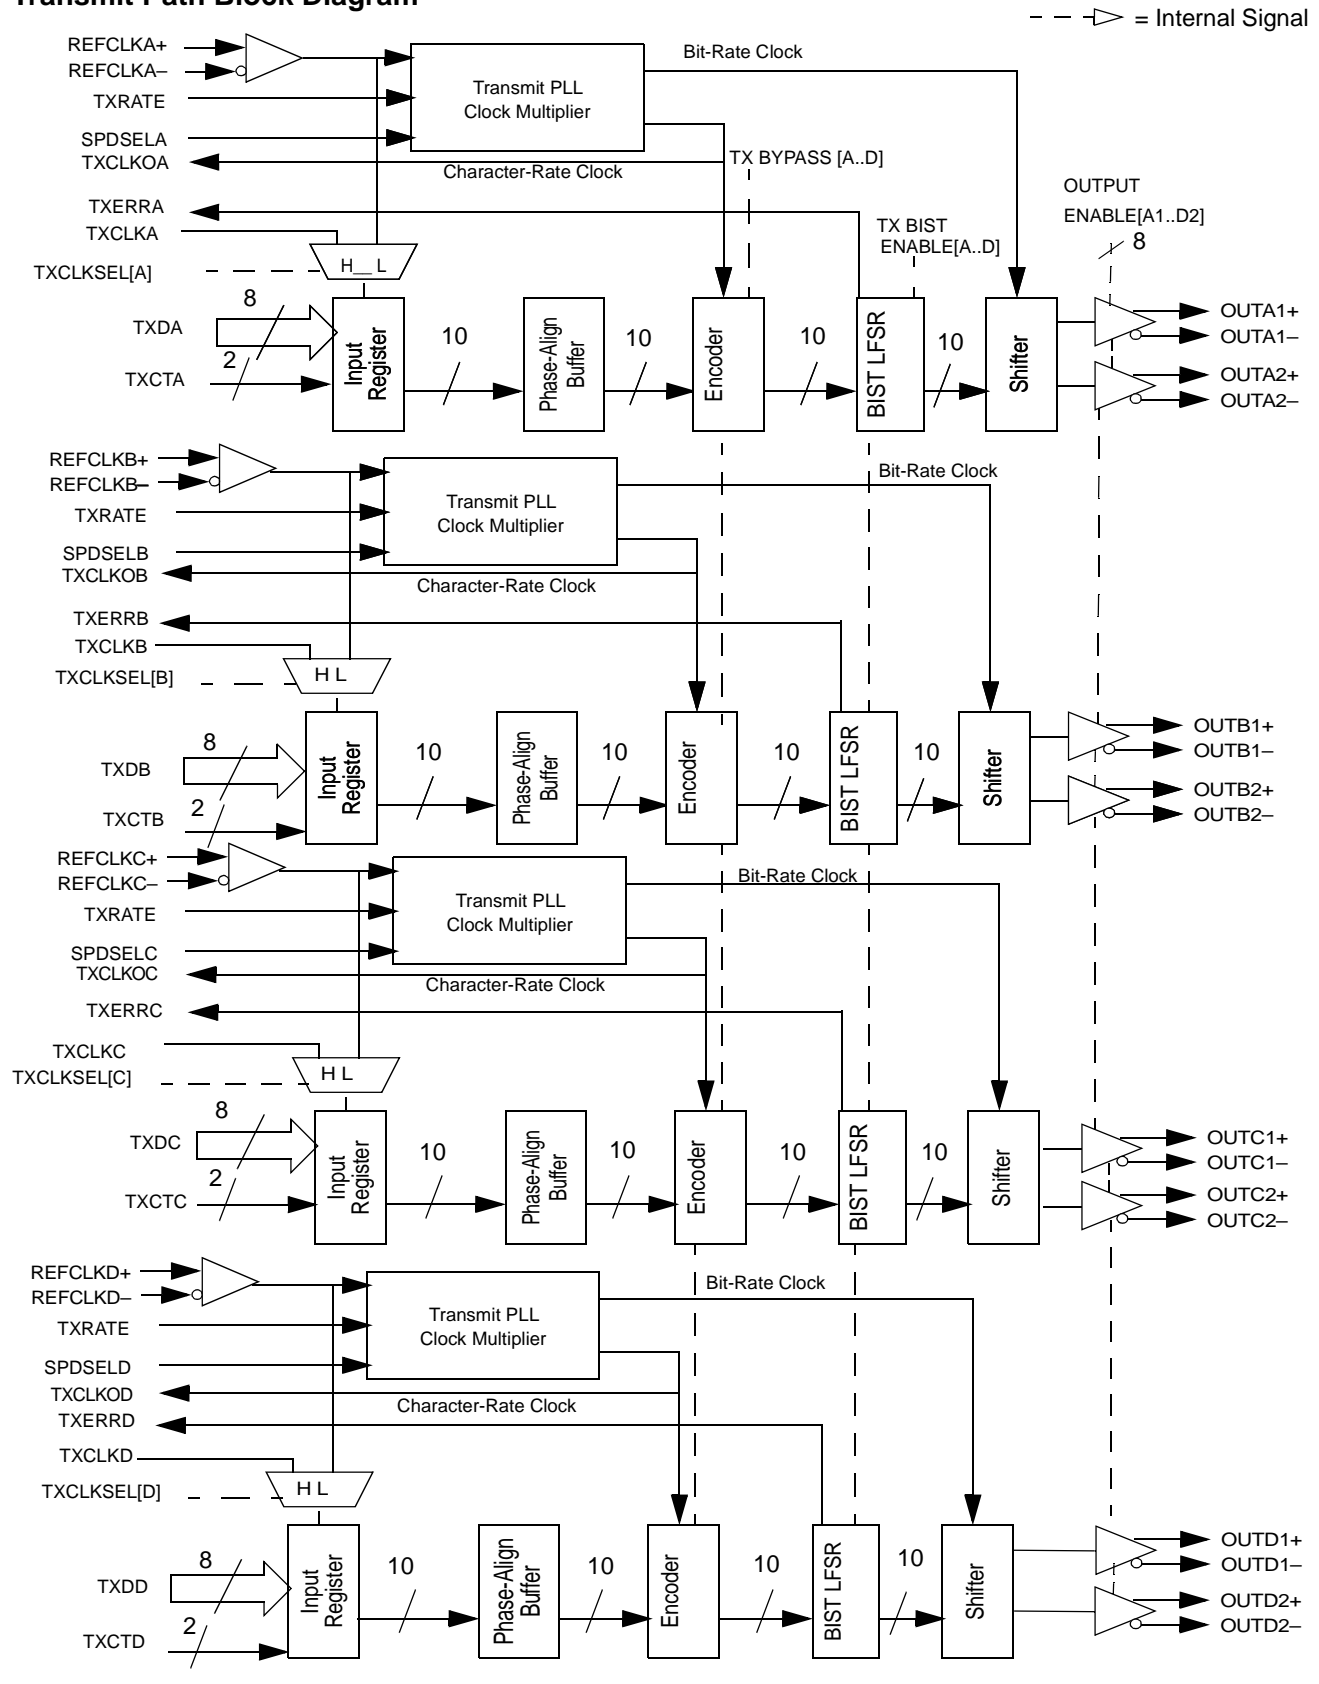 Transmit Path Block Diagram
= Internal Signal
REFCLKA+
REFCLKA–
TXRATE
SPDSELA
TXCLKOA
Transmit PLL
Clock Multiplier
Bit-Rate Clock
Character-Rate Clock
TX BYPASS [A..D]
OUTPUT
ENABLE[A1..D2]
8
TXERRA
TXCLKA
TX BIST
ENABLE[A..D]
TXCLKSEL[A]
H__ L
8
TXDA
2
TXCTA
Input
Register
10
Phase-Align
Buffer
10
Encoder
10
BIST LFSR
10
Shifter
OUTA1+
OUTA1–
OUTA2+
OUTA2–
REFCLKB+
REFCLKB–
TXRATE
SPDSELB
TXCLKOB
Transmit PLL
Clock Multiplier
Bit-Rate Clock
Character-Rate Clock
TXERRB
TXCLKB
TXCLKSEL[B]
H L
8
TXDB
2
TXCTB
Input
Register
10
Phase-Align
Buffer
10
Encoder
10
BIST LFSR
10
Shifter
OUTB1+
OUTB1–
OUTB2+
OUTB2–
REFCLKC+
REFCLKC–
TXRATE
SPDSELC
TXCLKOC
Transmit PLL
Clock Multiplier
Bit-Rate Clock
Character-Rate Clock
TXERRC
TXCLKC
TXCLKSEL[C]
H L
8
TXDC
2
TXCTC
Input
Register
10
Phase-Align
Buffer
10
Encoder
10
BIST LFSR
10
Shifter
OUTC1+
OUTC1–
OUTC2+
OUTC2–
REFCLKD+
REFCLKD–
TXRATE
SPDSELD
TXCLKOD
Transmit PLL
Clock Multiplier
Bit-Rate Clock
Character-Rate Clock
TXERRD
TXCLKD
TXCLKSEL[D]
H L
8
TXDD
2
TXCTD
Input
Register
10
Phase-Align
Buffer
10
Encoder
10
BIST LFSR
10
Shifter
OUTD1+
OUTD1–
OUTD2+
OUTD2–